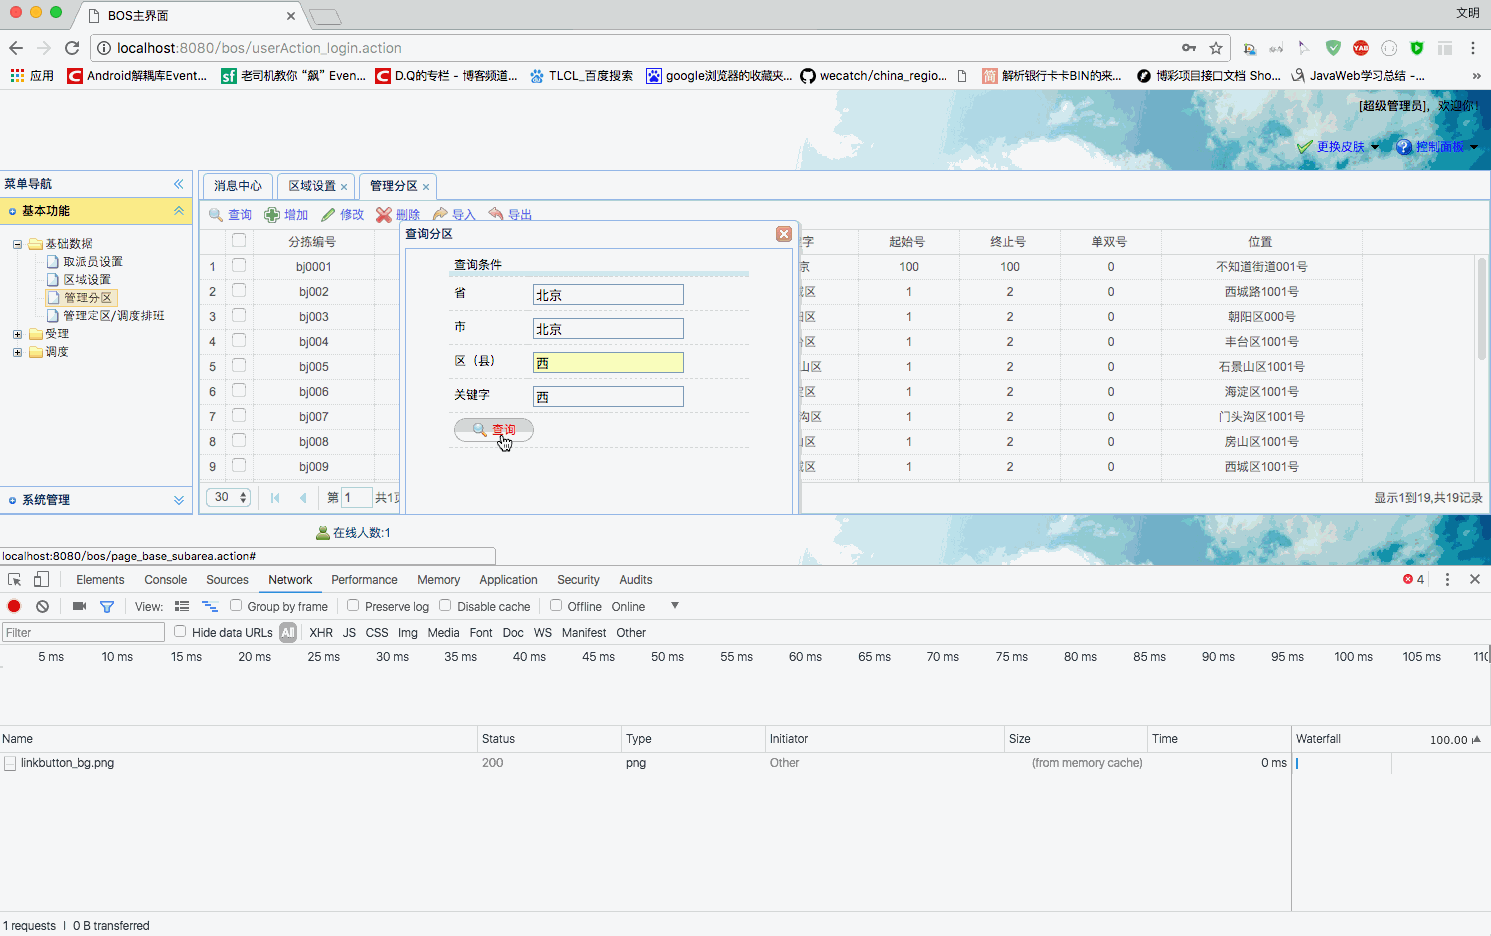 BOS主界面
文明
localhost:8080/bos/userAction_login.action
应用
Android解耦库Event...
老司机教你“飙”Even...
D.Q的专栏 - 博客频道...
TLCL_百度搜索
google浏览器的收藏夹...
wecatch/china_regio...
解析银行卡卡BIN的来...
博彩项目接口文档 Sho...
JavaWeb学习总结 -...
[超级管理员]，欢迎你！
更换皮肤
控制面板
菜单导航
基本功能
基础数据
取派员设置
区域设置
管理分区
管理定区/调度排班
受理
调度
系统管理
消息中心
区域设置
管理分区
查询
增加
修改
删除
导入
导出
分拣编号
字
起始号
终止号
单双号
位置
1 bj0001 京 100 100 0 不知道街道001号
2 bj002 区 1 2 0 西城路1001号
3 bj003 区 1 2 0 朝阳区000号
4 bj004 区 1 2 0 丰台区1001号
5 bj005 山区 1 2 0 石景山区1001号
6 bj006 区 1 2 0 海淀区1001号
7 bj007 沟区 1 2 0 门头沟区1001号
8 bj008 区 1 2 0 房山区1001号
9 bj009 区 1 2 0 西城区1001号
查询分区
查询条件
省 北京
市 北京
区（县） 西
关键字 西
查询
30 第 1 共1页
显示1到19,共19记录
在线人数:1
localhost:8080/bos/page_base_subarea.action#
Elements Console Sources Network Performance Memory Application Security Audits
4
View: Group by frame Preserve log Disable cache Offline Online
Filter Hide data URLs All XHR JS CSS Img Media Font Doc WS Manifest Other
5 ms 10 ms 15 ms 20 ms 25 ms 30 ms 35 ms 40 ms 45 ms 50 ms 55 ms 60 ms 65 ms 70 ms 75 ms 80 ms 85 ms 90 ms 95 ms 100 ms 105 ms 110
Name Status Type Initiator Size Time Waterfall 100.00
linkbutton_bg.png 200 png Other (from memory cache) 0 ms
1 requests | 0 B transferred